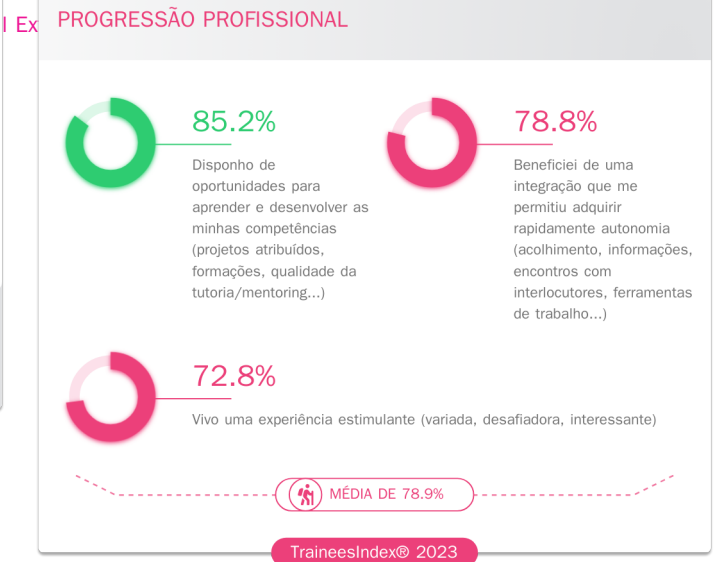 l Ex
PROGRESSÃO PROFISSIONAL
85.2%
Disponho de
oportunidades para
aprender e desenvolver as
minhas competências
(projetos atribuídos,
formações, qualidade da
tutoria/mentoring...)
78.8%
Beneficiei de uma
integração que me
permitiu adquirir
rapidamente autonomia
(acolhimento, informações,
encontros com
interlocutores, ferramentas
de trabalho...)
72.8%
Vivo uma experiência estimulante (variada, desafiadora, interessante)
MÉDIA DE 78.9%
TraineesIndex® 2023